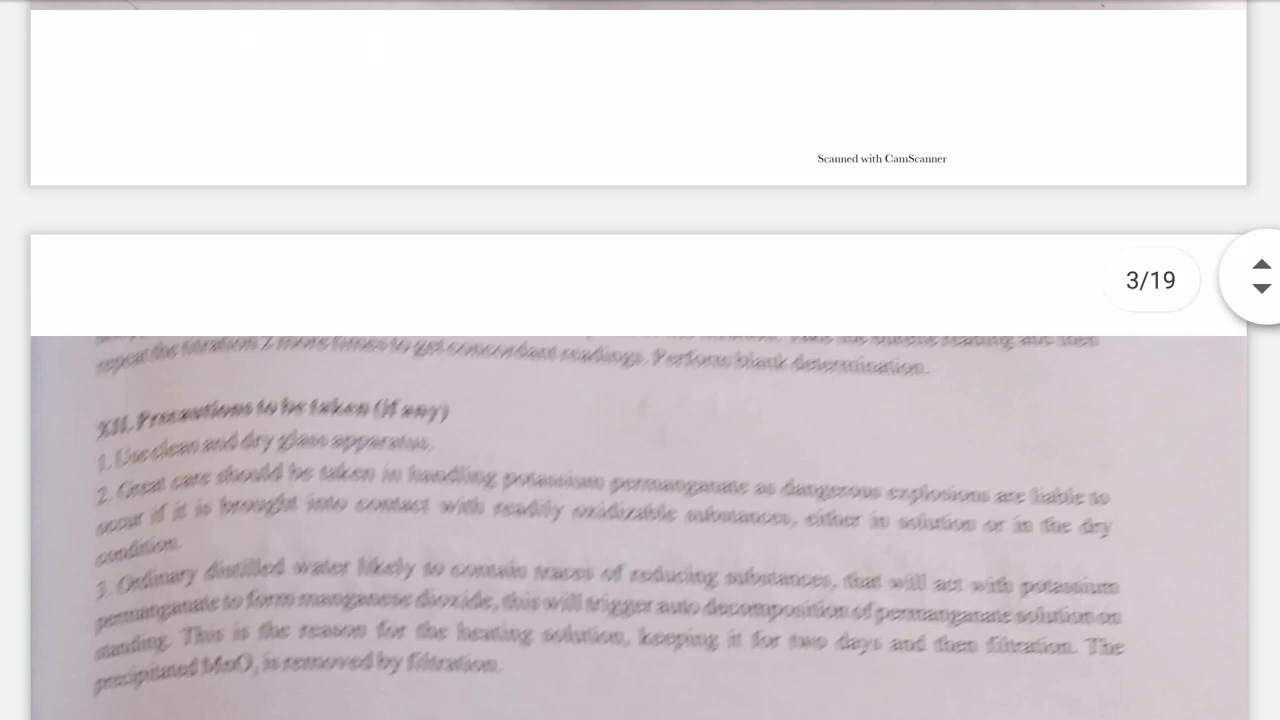 Scanned with CamScanner
3/19
repeat the titration 2 more times to get concordant readings. Perform blank determination.
XII. Precautions to be taken (if any)
1. Use clean and dry glass apparatus.
2. Great care should be taken in handling potassium permanganate as dangerous explosions are liable to
occur if it is brought into contact with readily oxidizable substances, either in solution or in the dry
condition.
3. Ordinary distilled water likely to contain traces of reducing substances, that will act with potassium
permanganate to form manganese dioxide, this will trigger auto decomposition of permanganate solution on
standing. This is the reason for the heating solution, keeping it for two days and then filtration. The
precipitated MnO₂ is removed by filtration.